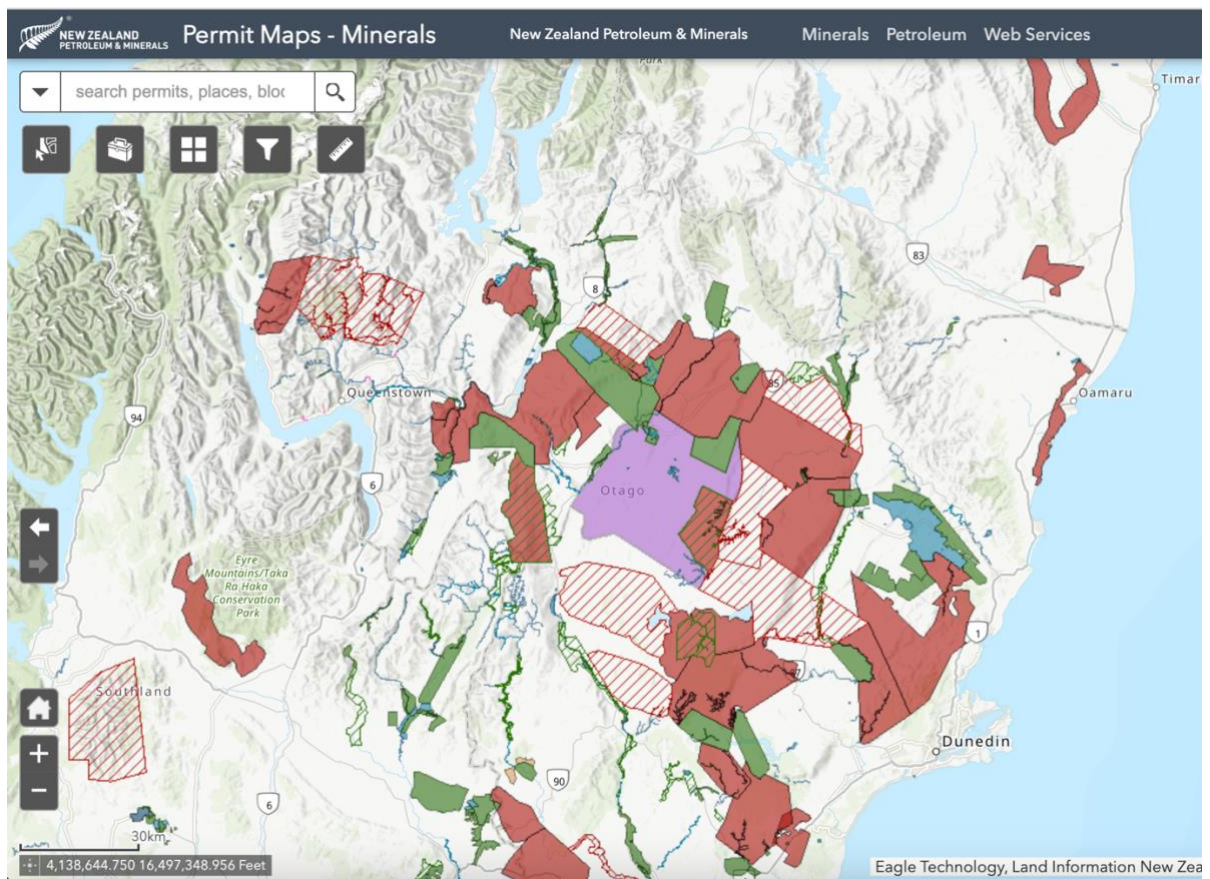 NEW ZEALAND
PETROLEUM & MINERALS
Permit Maps - Minerals
New Zealand Petroleum & Minerals
Minerals
Petroleum
Web Services
Park
Timar
search permits, places, bloc
83
8
85
Queenstown
Oamaru
94
6
Otago
Eyre
Mountains/Taka
Ra Haka
Conservation
Park
1
Southland
Dunedin
90
6
30km
4,138,644.750 16,497,348.956 Feet
Eagle Technology, Land Information New Zea